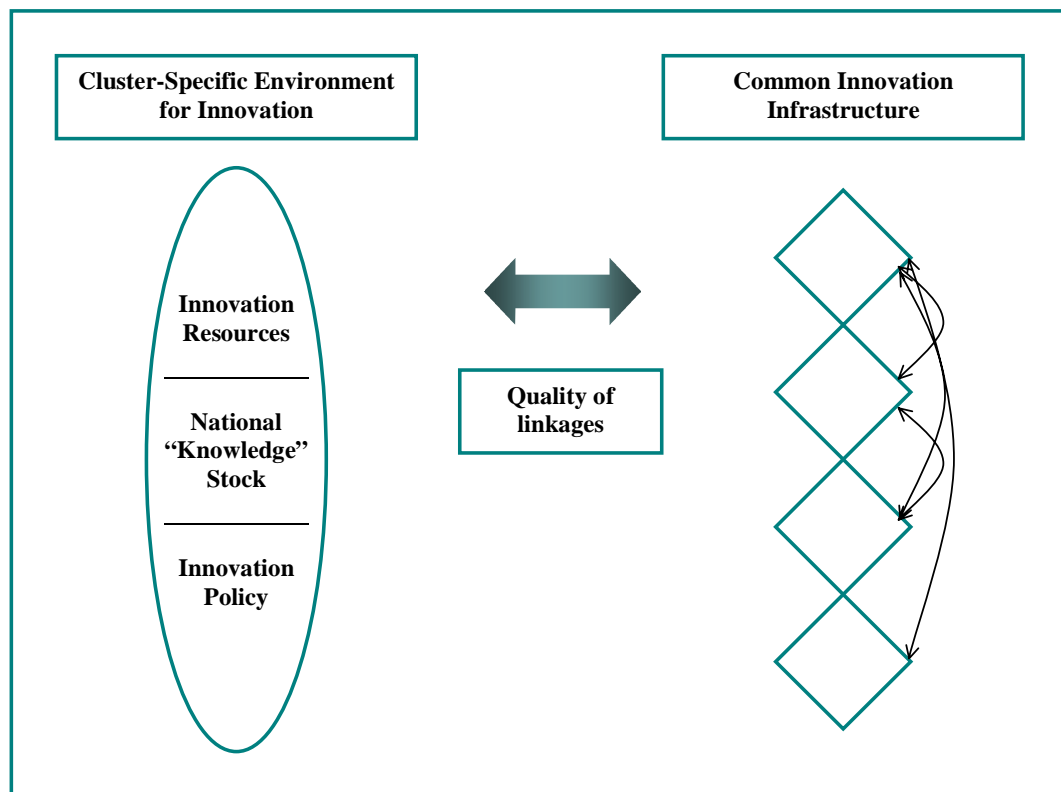 Cluster-Specific Environment
for Innovation
Common Innovation
Infrastructure
Innovation
Resources
National
“Knowledge”
Stock
Innovation
Policy
Quality of
linkages